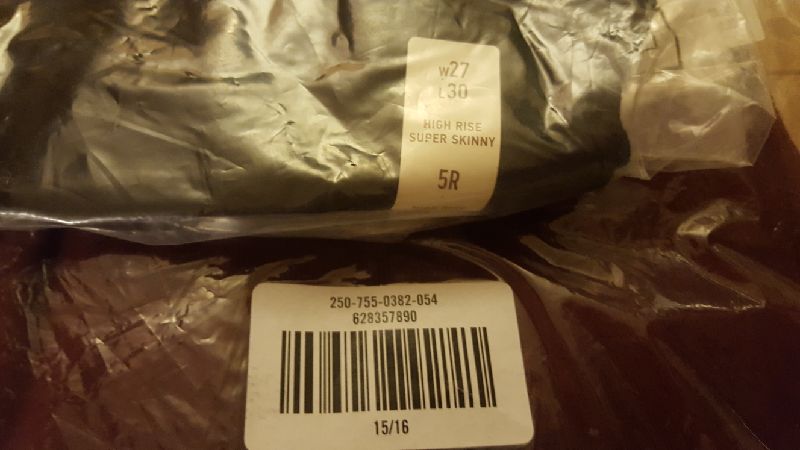 W27
L30
HIGH RISE
SUPER SKINNY
5R
250-755-0382-054
628357890
15/16